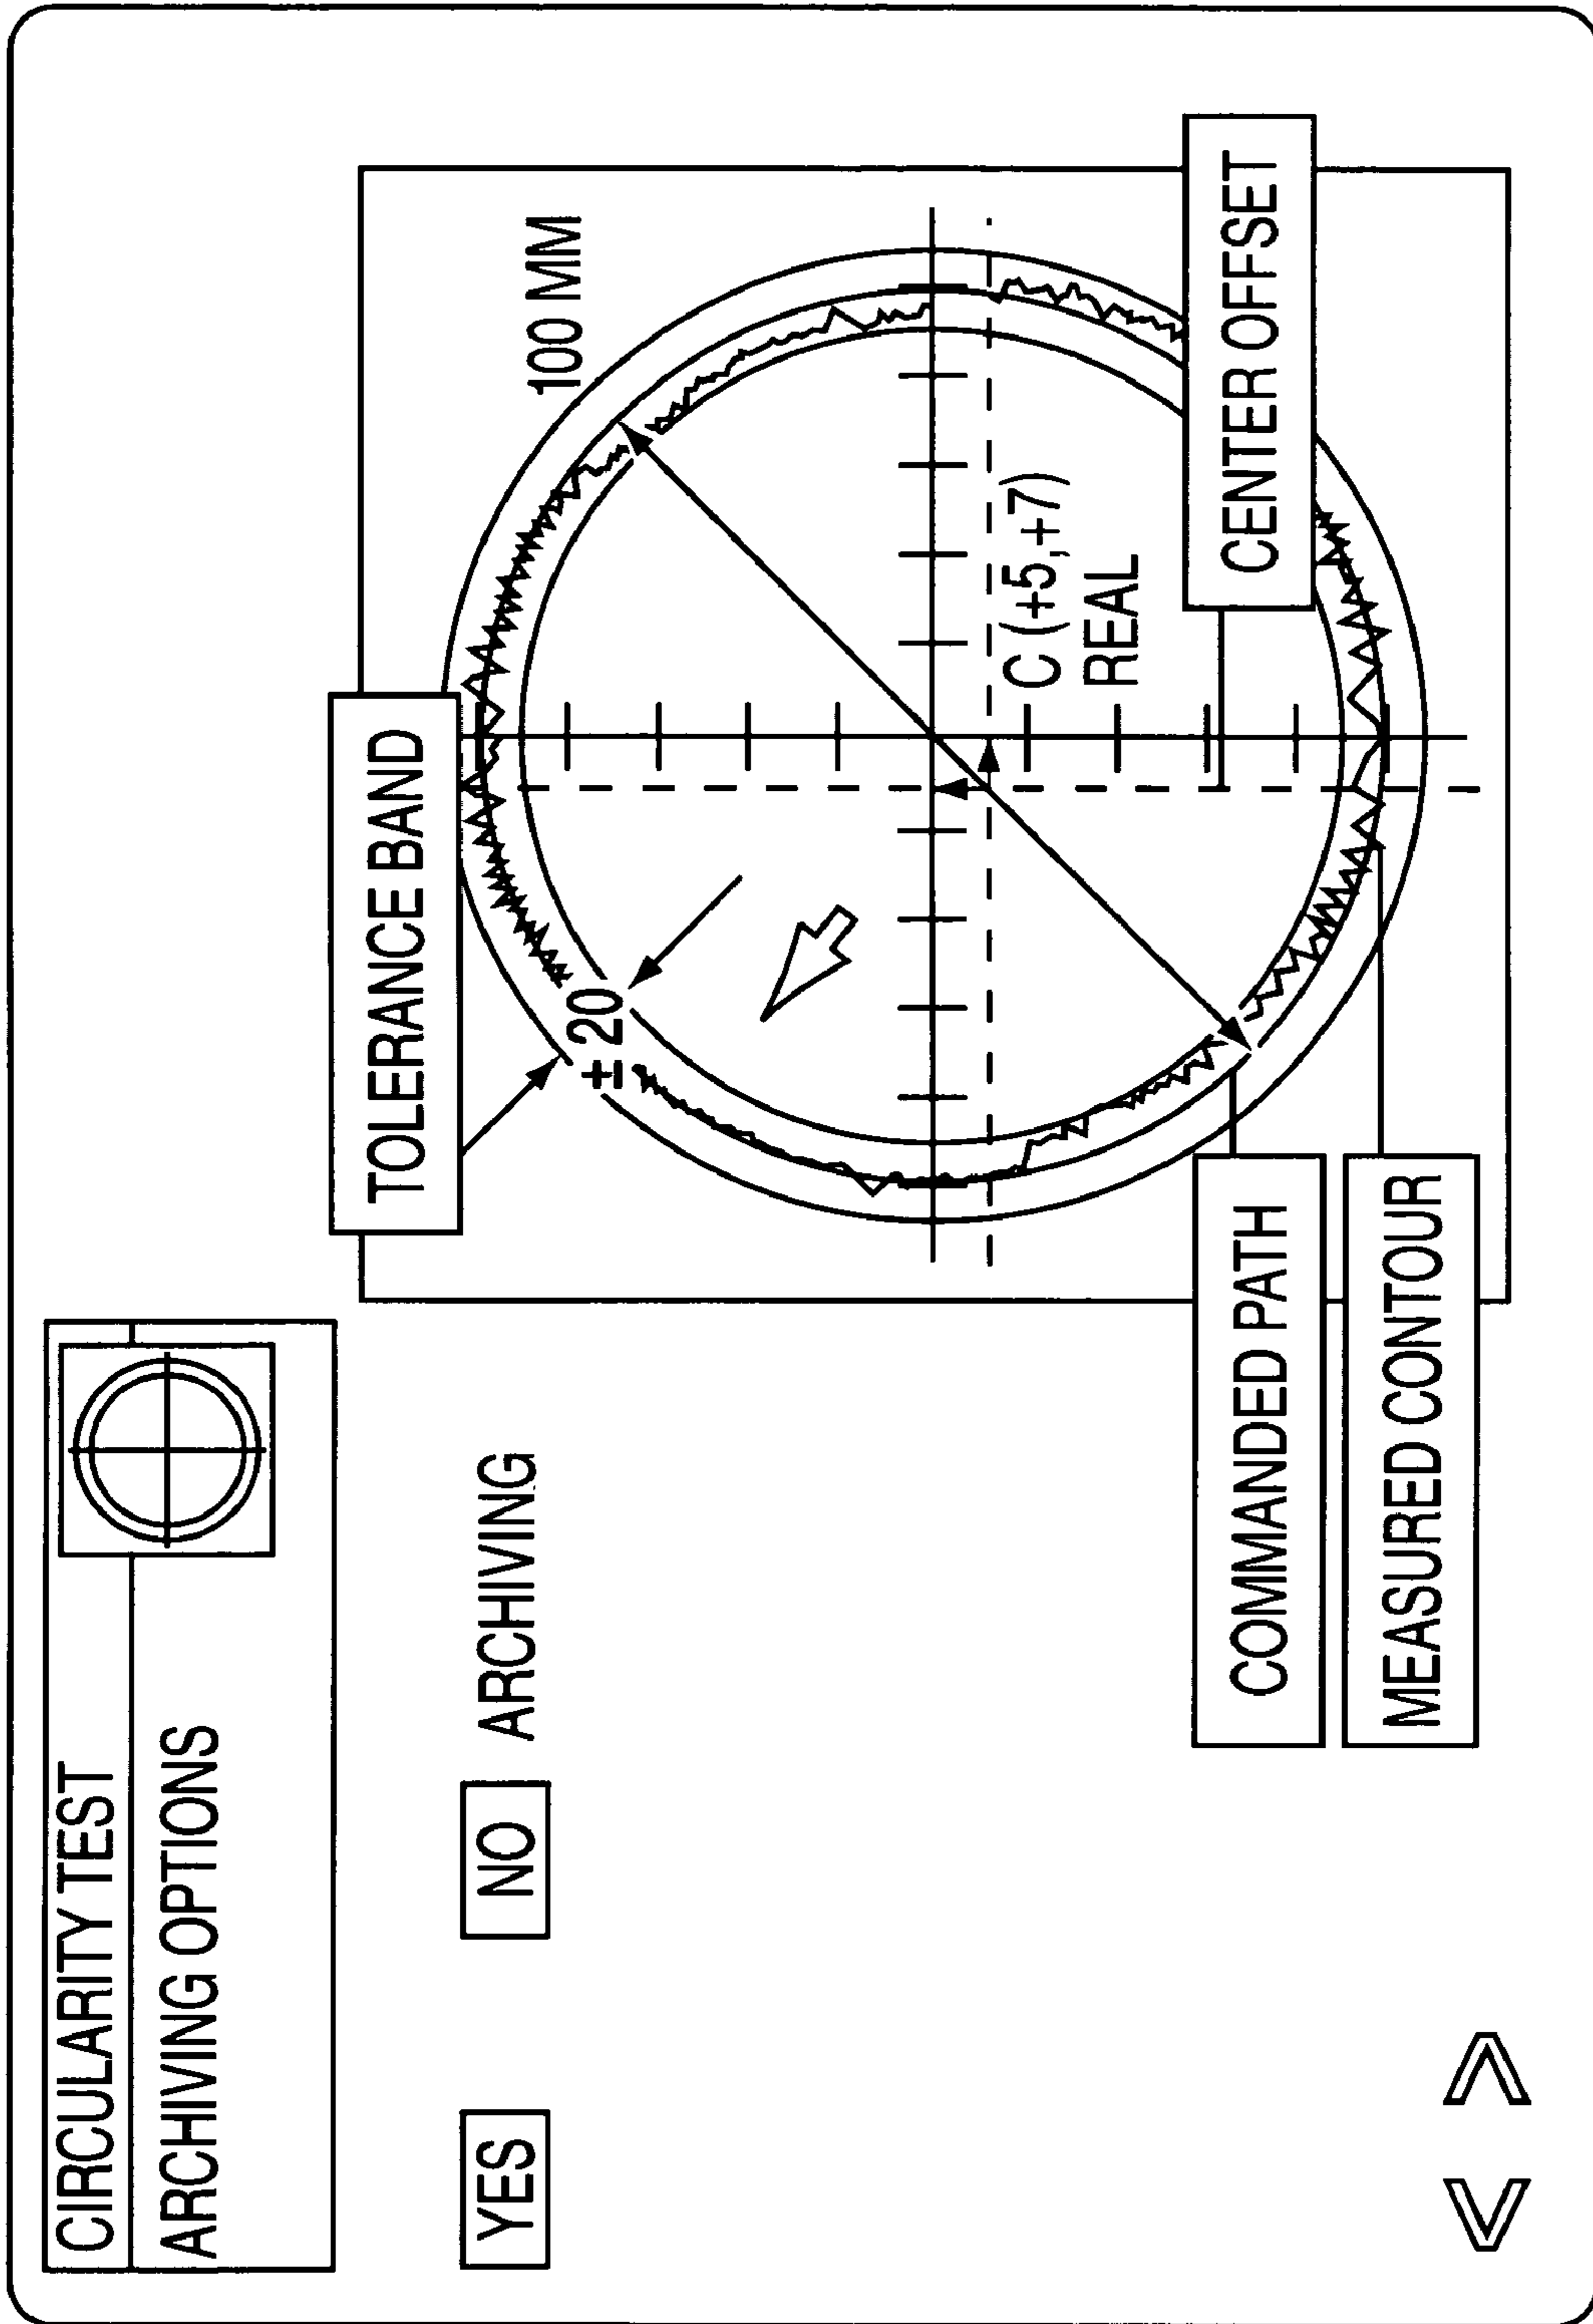 CIRCULARITY TEST
ARCHIVING OPTIONS
YES
NO
ARCHIVING
TOLERANCE BAND
± 20
100 MM
C (+5,+7)
REAL
CENTER OFFSET
COMMANDED PATH
MEASURED CONTOUR